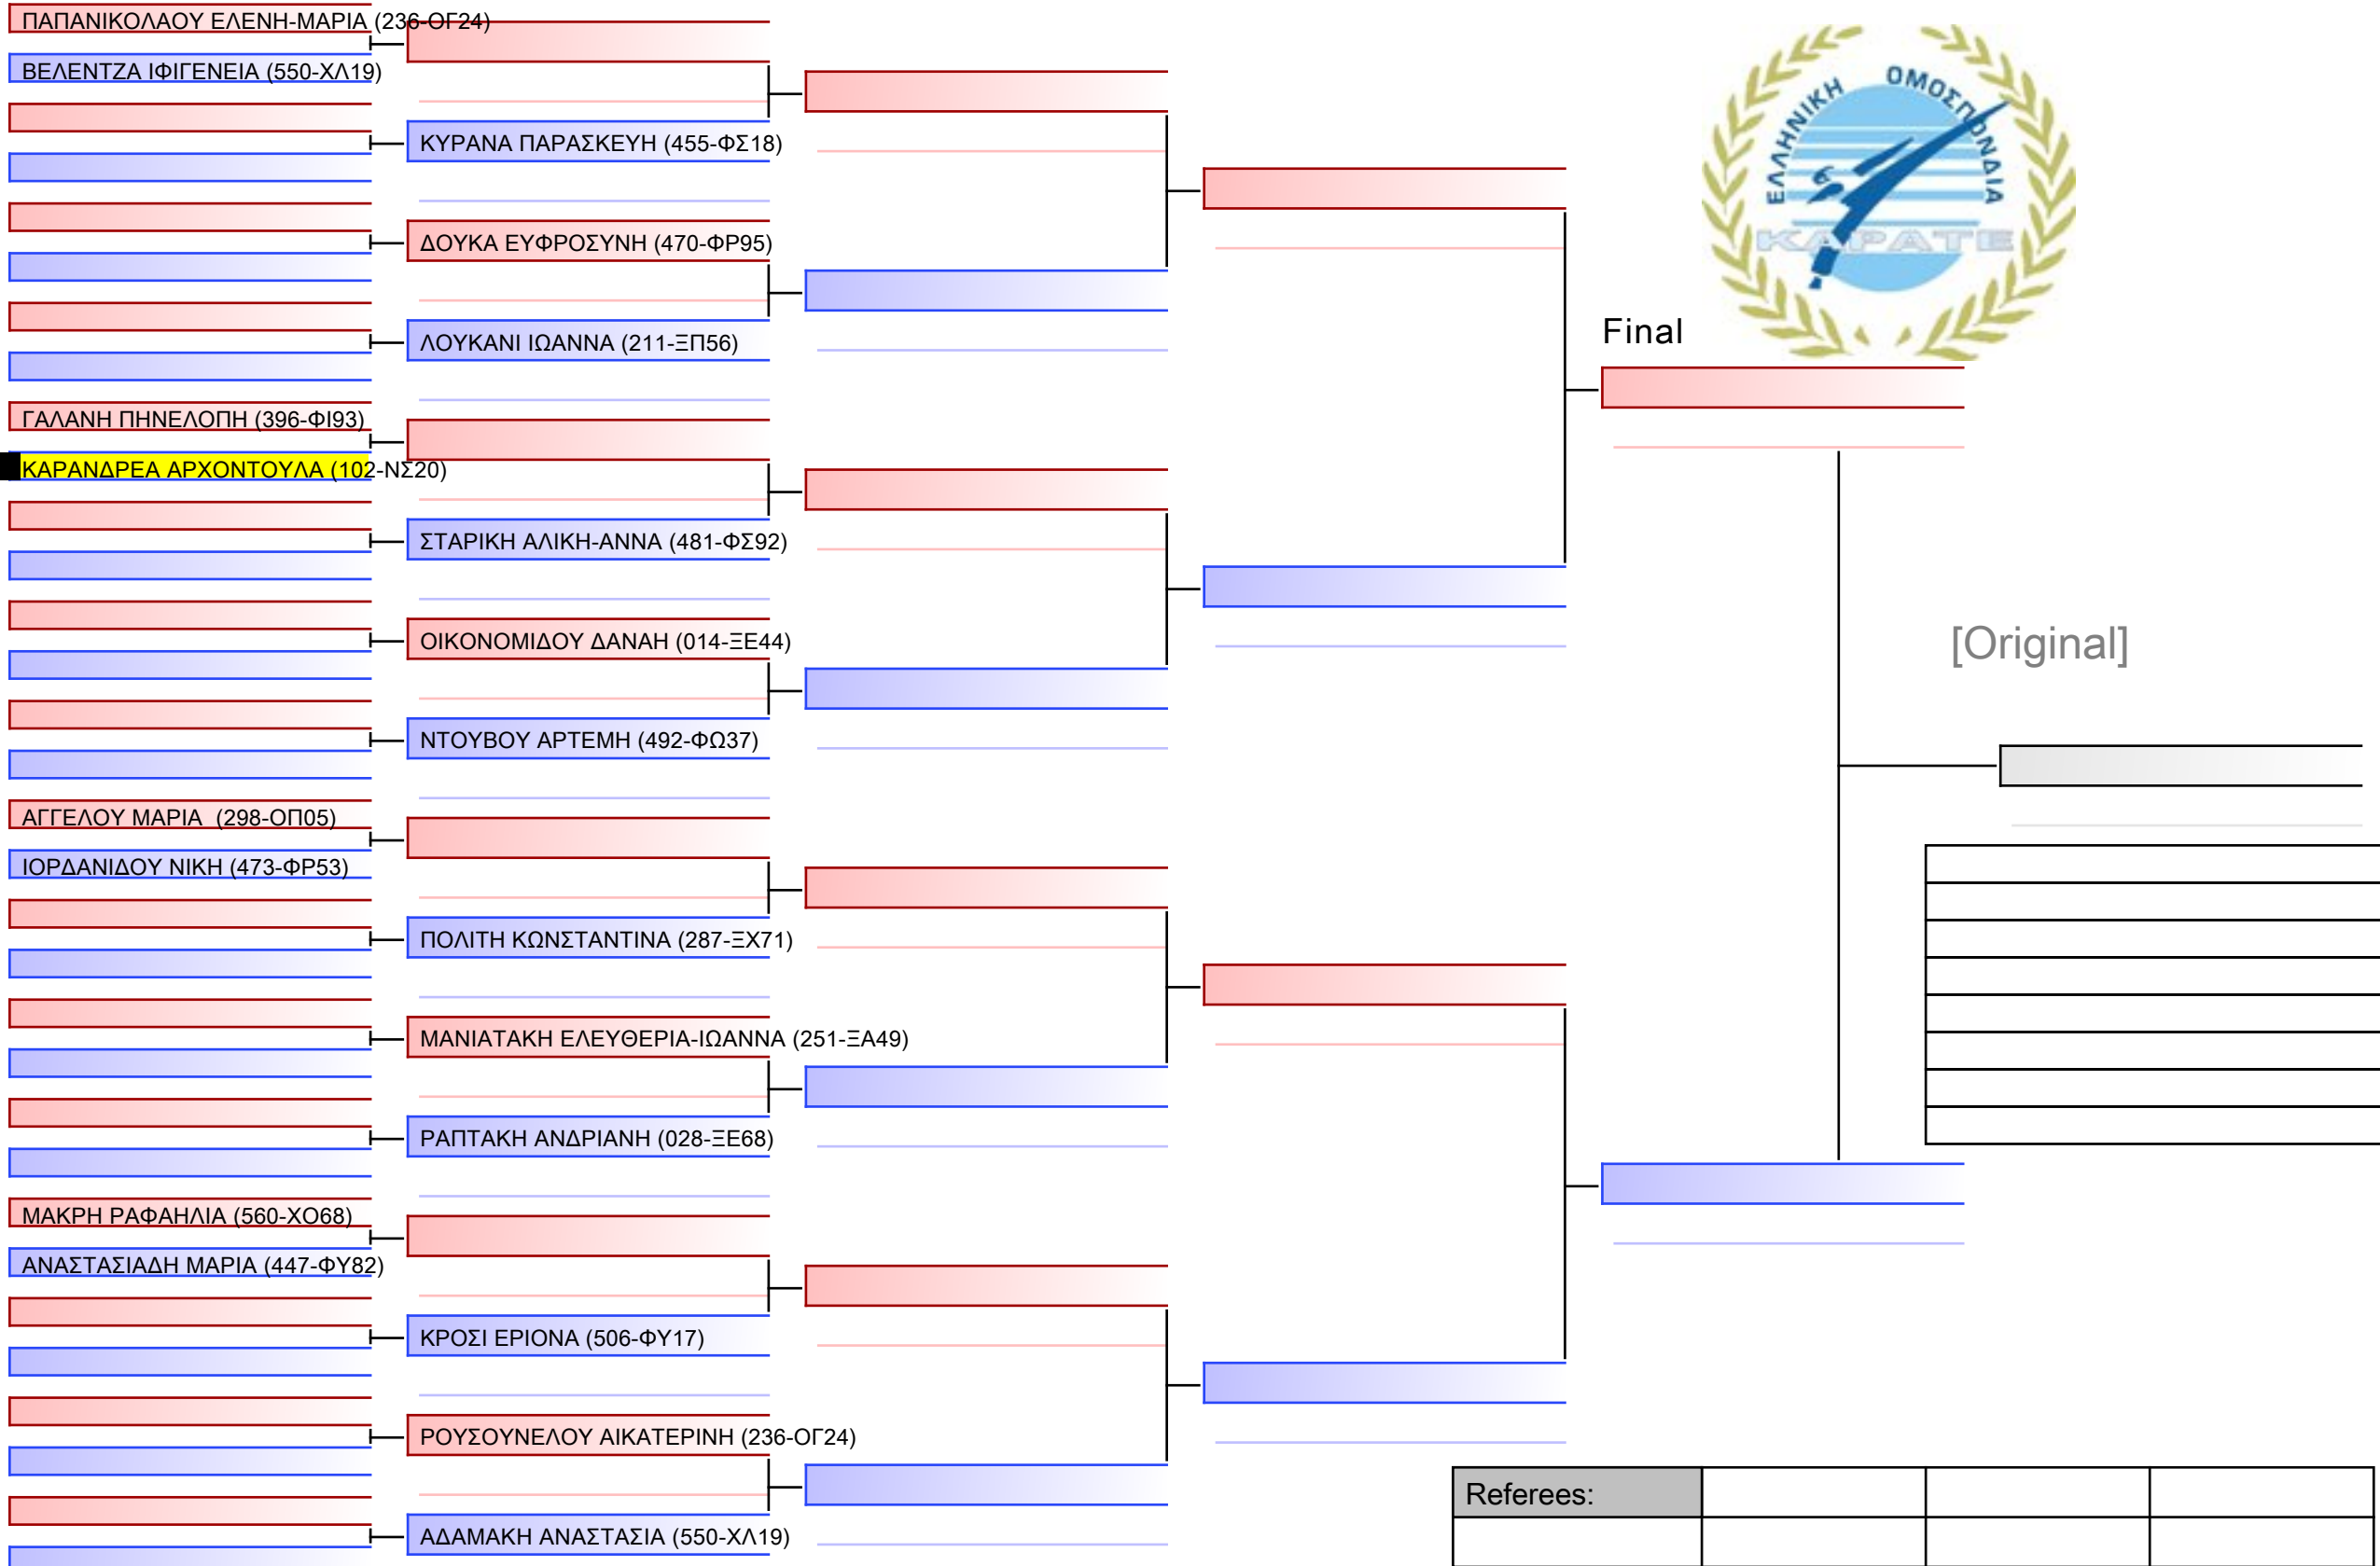 ΠΑΠΑΝΙΚΟΛΑΟΥ ΕΛΕΝΗ-ΜΑΡΙΑ (236-ΟΓ24)
ΒΕΛΕΝΤΖΑ ΙΦΙΓΕΝΕΙΑ (550-ΧΛ19)
ΚΥΡΑΝΑ ΠΑΡΑΣΚΕΥΗ (455-ΦΣ18)
ΔΟΥΚΑ ΕΥΦΡΟΣΥΝΗ (470-ΦΡ95)
ΛΟΥΚΑΝΙ ΙΩΑΝΝΑ (211-ΞΠ56)
ΓΑΛΑΝΗ ΠΗΝΕΛΟΠΗ (396-ΦΙ93)
ΚΑΡΑΝΔΡΕΑ ΑΡΧΟΝΤΟΥΛΑ (102-ΝΣ20)
ΣΤΑΡΙΚΗ ΑΛΙΚΗ-ΑΝΝΑ (481-ΦΣ92)
ΟΙΚΟΝΟΜΙΔΟΥ ΔΑΝΑΗ (014-ΞΕ44)
ΝΤΟΥΒΟΥ ΑΡΤΕΜΗ (492-ΦΩ37)
ΑΓΓΕΛΟΥ ΜΑΡΙΑ (298-ΟΠ05)
ΙΟΡΔΑΝΙΔΟΥ ΝΙΚΗ (473-ΦΡ53)
ΠΟΛΙΤΗ ΚΩΝΣΤΑΝΤΙΝΑ (287-ΞΧ71)
ΜΑΝΙΑΤΑΚΗ ΕΛΕΥΘΕΡΙΑ-ΙΩΑΝΝΑ (251-ΞΑ49)
ΡΑΠΤΑΚΗ ΑΝΔΡΙΑΝΗ (028-ΞΕ68)
ΜΑΚΡΗ ΡΑΦΑΗΛΙΑ (560-ΧΟ68)
ΑΝΑΣΤΑΣΙΑΔΗ ΜΑΡΙΑ (447-ΦΥ82)
ΚΡΟΣΙ ΕΡΙΟΝΑ (506-ΦΥ17)
ΡΟΥΣΟΥΝΕΛΟΥ ΑΙΚΑΤΕΡΙΝΗ (236-ΟΓ24)
ΑΔΑΜΑΚΗ ΑΝΑΣΤΑΣΙΑ (550-ΧΛ19)
ΕΛΛΗΝΙΚΗ ΟΜΟΣΠΟΝΔΙΑ
ΚΑΡΑΤΕ
Final
[Original]
Referees: